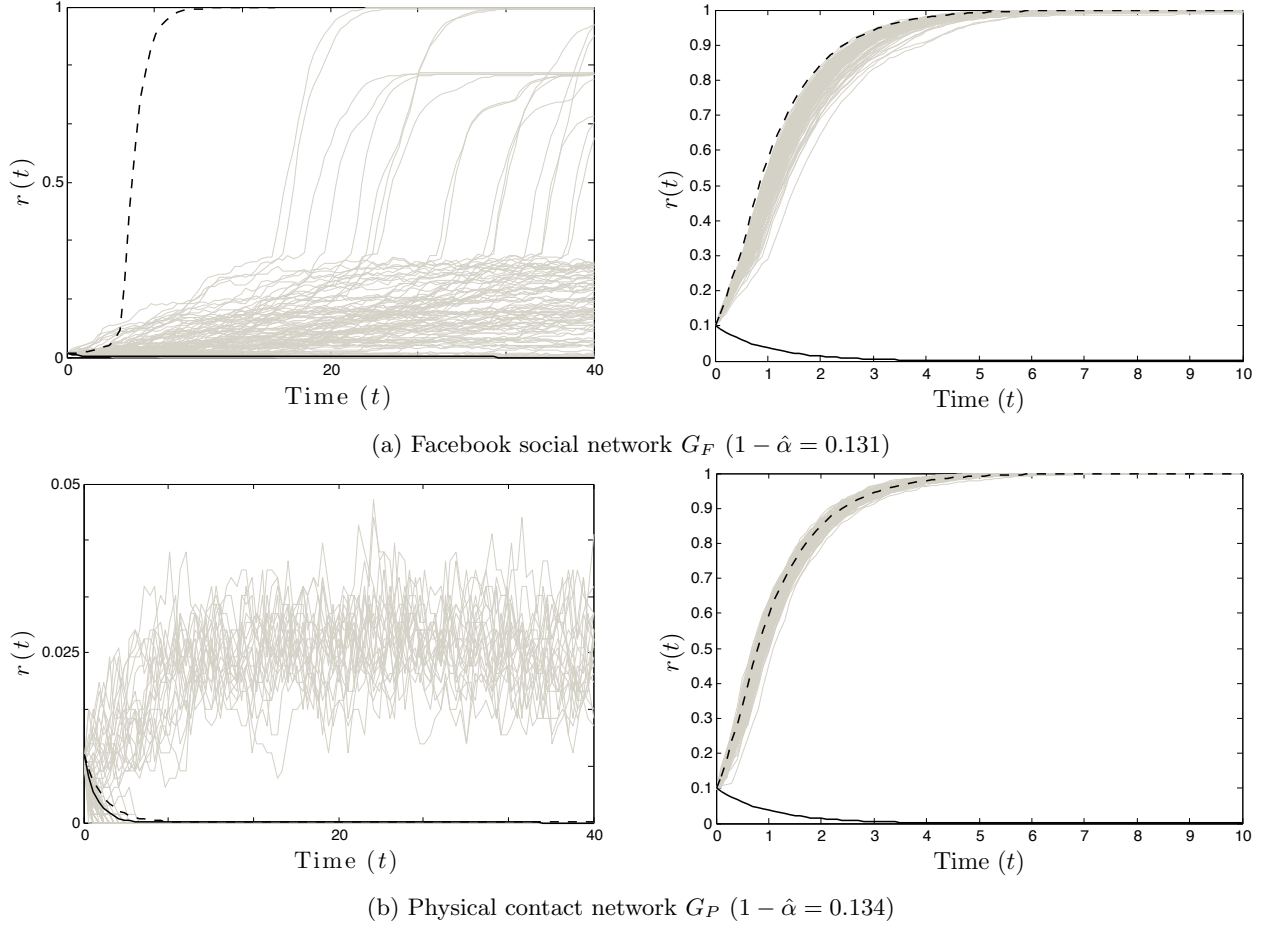 1
0.5
0
r(t)
0
20
40
Time (t)
1
0.9
0.8
0.7
0.6
0.5
0.4
0.3
0.2
0.1
0
r(t)
0 1 2 3 4 5 6 7 8 9 10
Time (t)
(a) Facebook social network G_F (1 − α̂ = 0.131)
0.05
0.025
0
r(t)
0
20
40
Time (t)
1
0.9
0.8
0.7
0.6
0.5
0.4
0.3
0.2
0.1
0
r(t)
0 1 2 3 4 5 6 7 8 9 10
Time (t)
(b) Physical contact network G_P (1 − α̂ = 0.134)